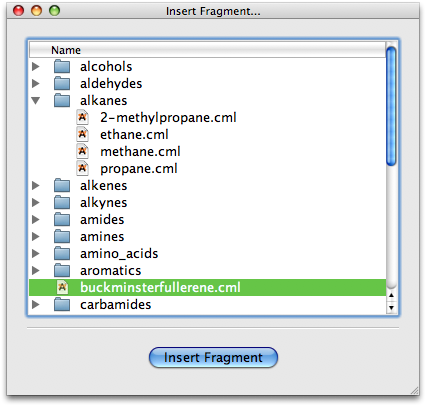 Insert Fragment...
Name
alcohols
aldehydes
alkanes
2-methylpropane.cml
ethane.cml
methane.cml
propane.cml
alkenes
alkynes
amides
amines
amino_acids
aromatics
buckminsterfullerene.cml
carbamides
Insert Fragment